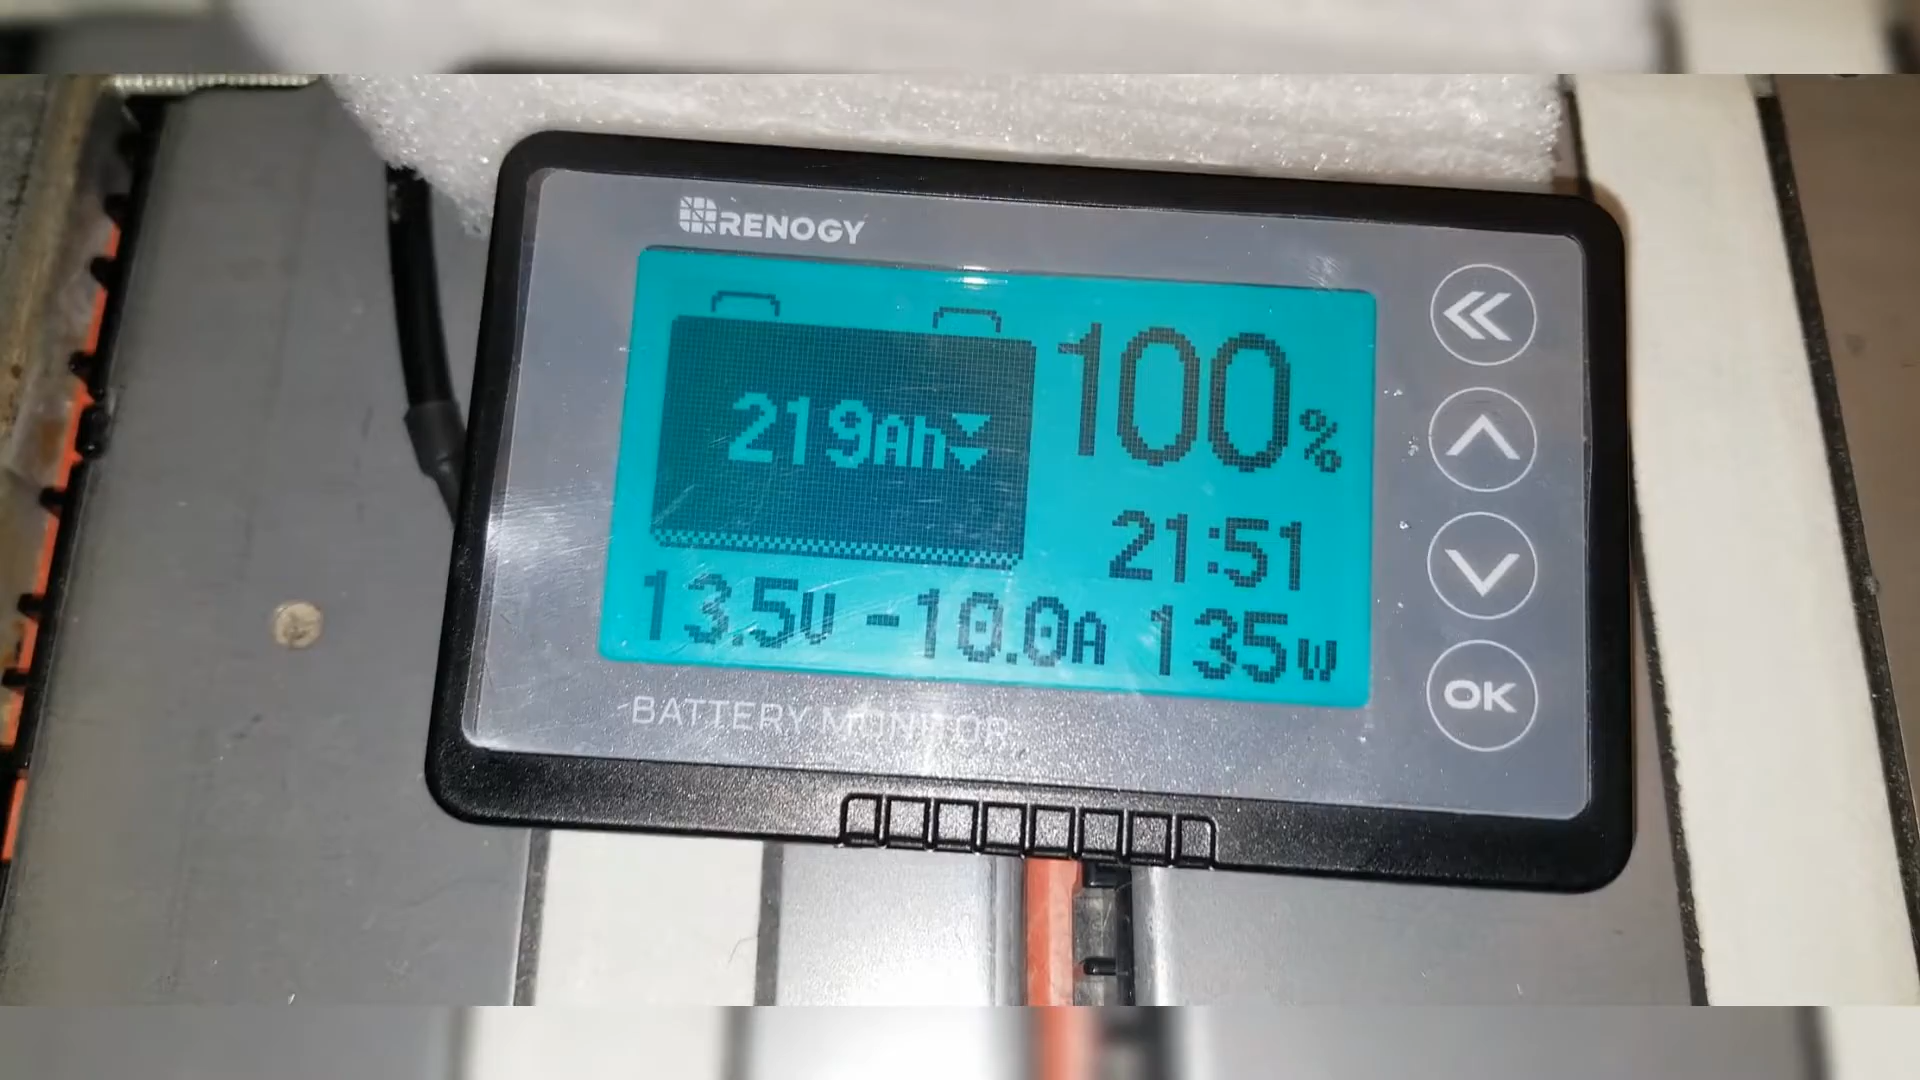 RENOGY
219Ah
100%
21:51
13.5V -10.0A 135W
BATTERY MONITOR
OK